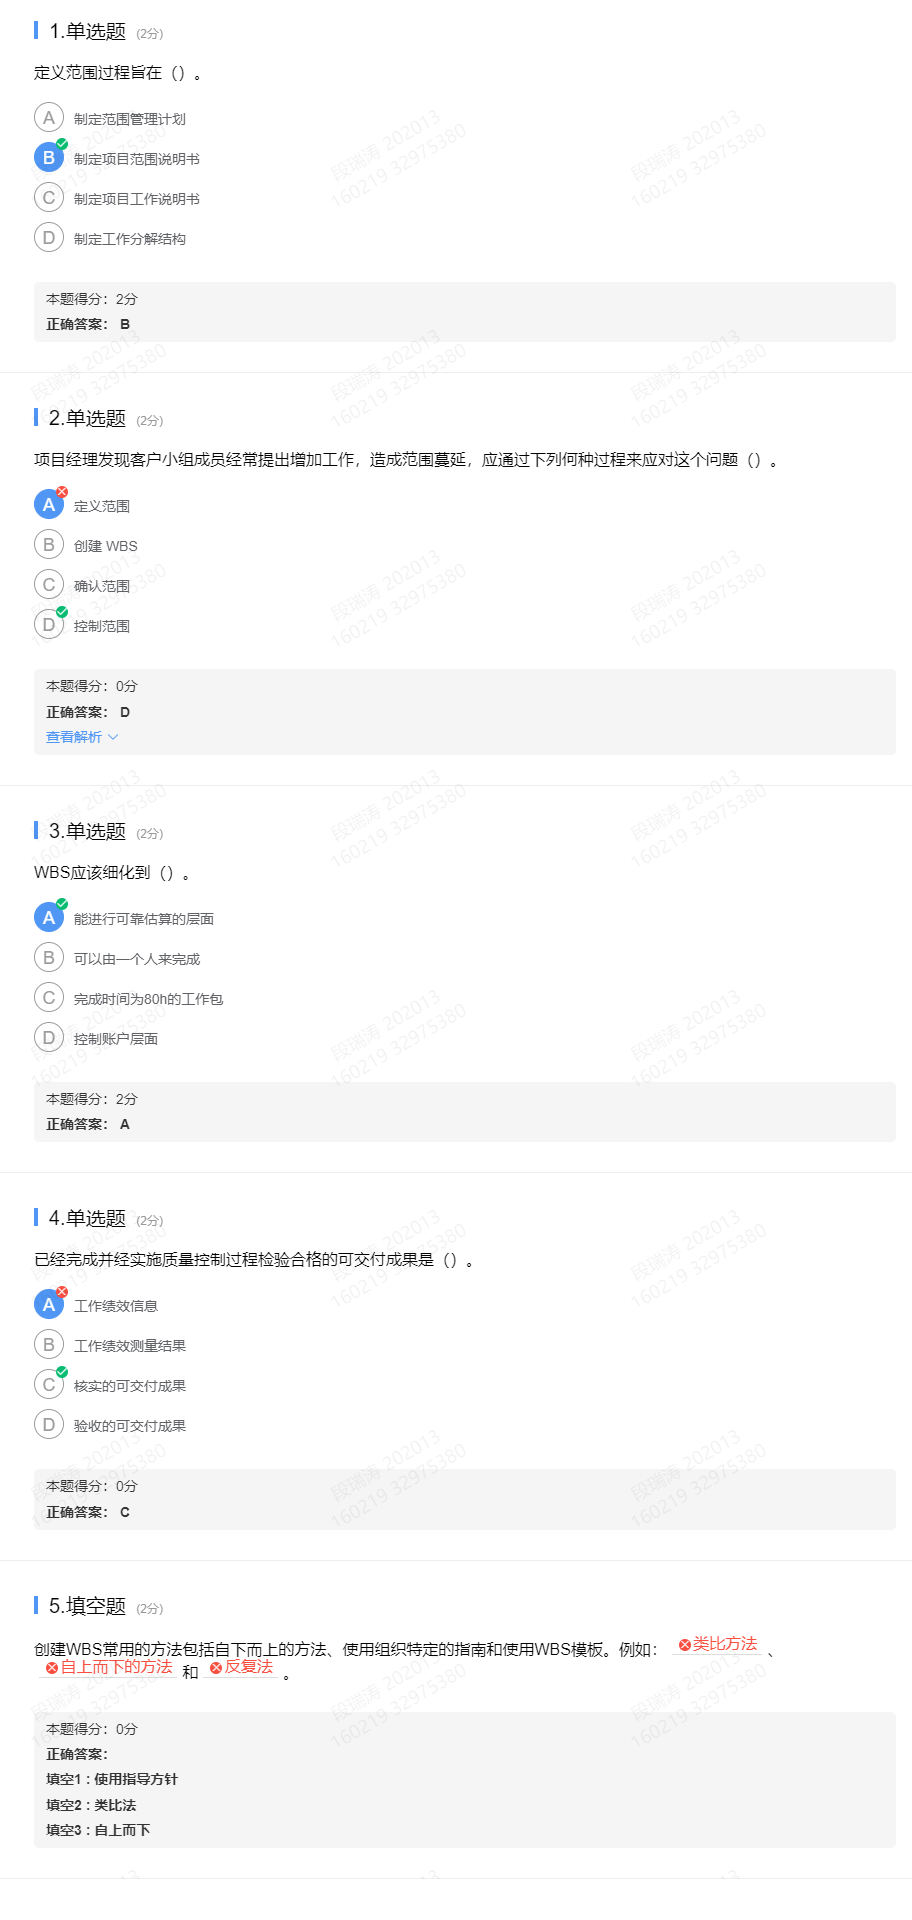 1.单选题 (2分)
定义范围过程旨在（）。
A 制定范围管理计划
B 制定项目范围说明书
C 制定项目工作说明书
D 制定工作分解结构
本题得分：2分
正确答案： B
2.单选题 (2分)
项目经理发现客户小组成员经常提出增加工作，造成范围蔓延，应通过下列何种过程来应对这个问题（）。
A 定义范围
B 创建 WBS
C 确认范围
D 控制范围
本题得分：0分
正确答案： D
查看解析
3.单选题 (2分)
WBS应该细化到（）。
A 能进行可靠估算的层面
B 可以由一个人来完成
C 完成时间为80h的工作包
D 控制账户层面
本题得分：2分
正确答案： A
4.单选题 (2分)
已经完成并经实施质量控制过程检验合格的可交付成果是（）。
A 工作绩效信息
B 工作绩效测量结果
C 核实的可交付成果
D 验收的可交付成果
本题得分：0分
正确答案： C
5.填空题 (2分)
创建WBS常用的方法包括自下而上的方法、使用组织特定的指南和使用WBS模板。例如： 类比方法 、
自上而下的方法 和 反复法 。
本题得分：0分
正确答案：
填空1：使用指导方针
填空2：类比法
填空3：自上而下
段瑞涛 202013
160219 32975380